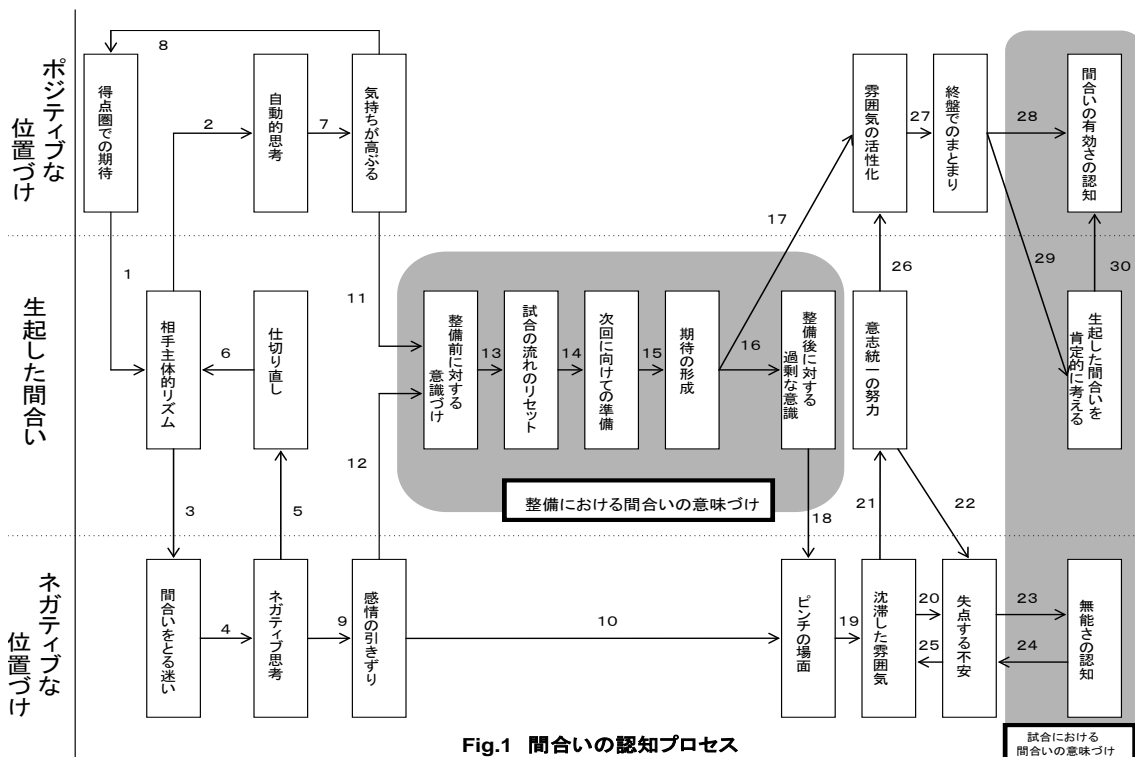 ポジティブな
位置づけ
生起した間合い
ネガティブな
位置づけ
8
得点圏での期待
2
自動的思考
7
気持ちが高ぶる
雰囲気の活性化
27
終盤でのまとまり
28
間合いの有効さの認知
17
1
11
26
29
30
相手主体的リズム
6
仕切り直し
整備前に対する
意識づけ
13
試合の流れのリセット
14
次回に向けての準備
15
期待の形成
16
整備後に対する
過剰な意識
意志統一の努力
生起した間合いを
肯定的に考える
12
整備における間合いの意味づけ
3
5
18
21
22
間合いをとる迷い
4
ネガティブ思考
9
感情の引きずり
10
ピンチの場面
19
沈滞した雰囲気
20
25
失点する不安
23
24
無能さの認知
試合における
間合いの意味づけ
Fig.1 間合いの認知プロセス